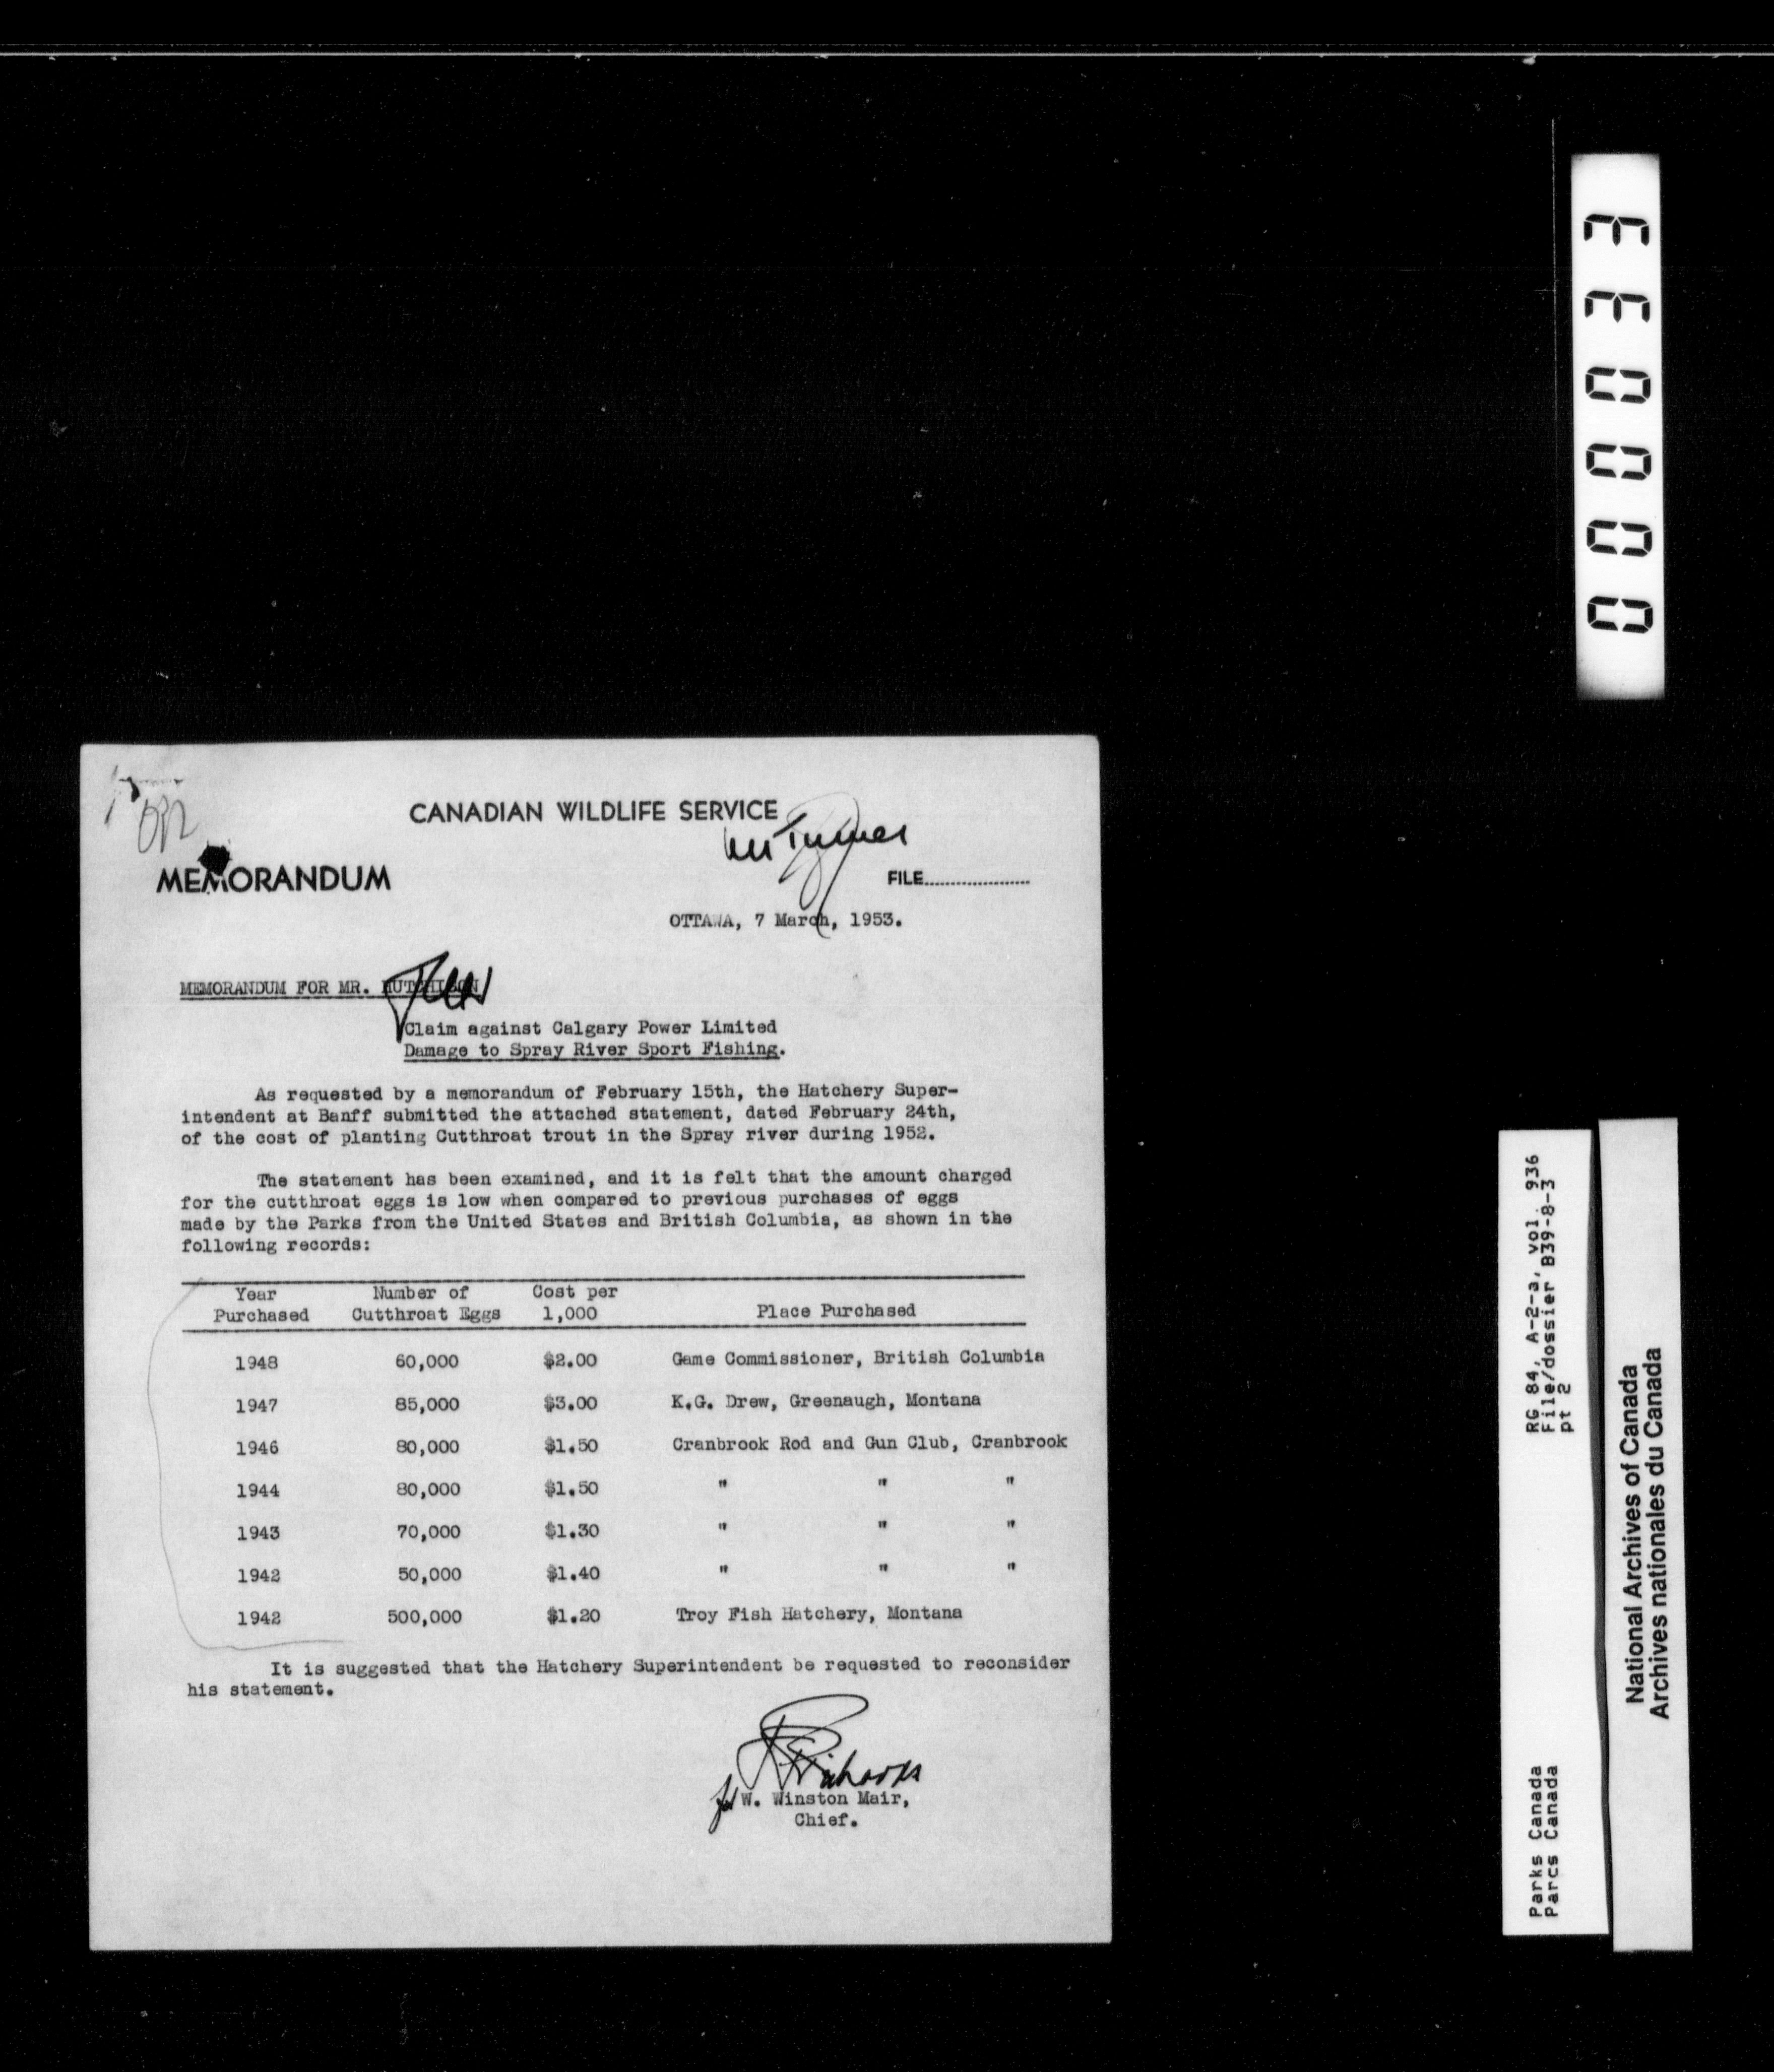 CANADIAN WILDLIFE SERVICE
MEMORANDUM
FILE....................
OTTAWA, 7 March, 1953.
MEMORANDUM FOR MR. HUTCHISON
Claim against Calgary Power Limited
Damage to Spray River Sport Fishing.
As requested by a memorandum of February 15th, the Hatchery Super-
intendent at Banff submitted the attached statement, dated February 24th,
of the cost of planting Cutthroat trout in the Spray river during 1952.
The statement has been examined, and it is felt that the amount charged
for the cutthroat eggs is low when compared to previous purchases of eggs
made by the Parks from the United States and British Columbia, as shown in the
following records:
Year Number of Cost per
Purchased Cutthroat Eggs 1,000 Place Purchased
1948 60,000 $2.00 Game Commissioner, British Columbia
1947 85,000 $3.00 K.G. Drew, Greenaugh, Montana
1946 80,000 $1.50 Cranbrook Rod and Gun Club, Cranbrook
1944 80,000 $1.50 " " "
1943 70,000 $1.30 " " "
1942 50,000 $1.40 " " "
1942 500,000 $1.20 Troy Fish Hatchery, Montana
It is suggested that the Hatchery Superintendent be requested to reconsider
his statement.
for W. Winston Mair,
Chief.
000033
RG 84, A-2-a, vol. 936
File/dossier B39-8-3
pt 2
Parks Canada
Parcs Canada
National Archives of Canada
Archives nationales du Canada